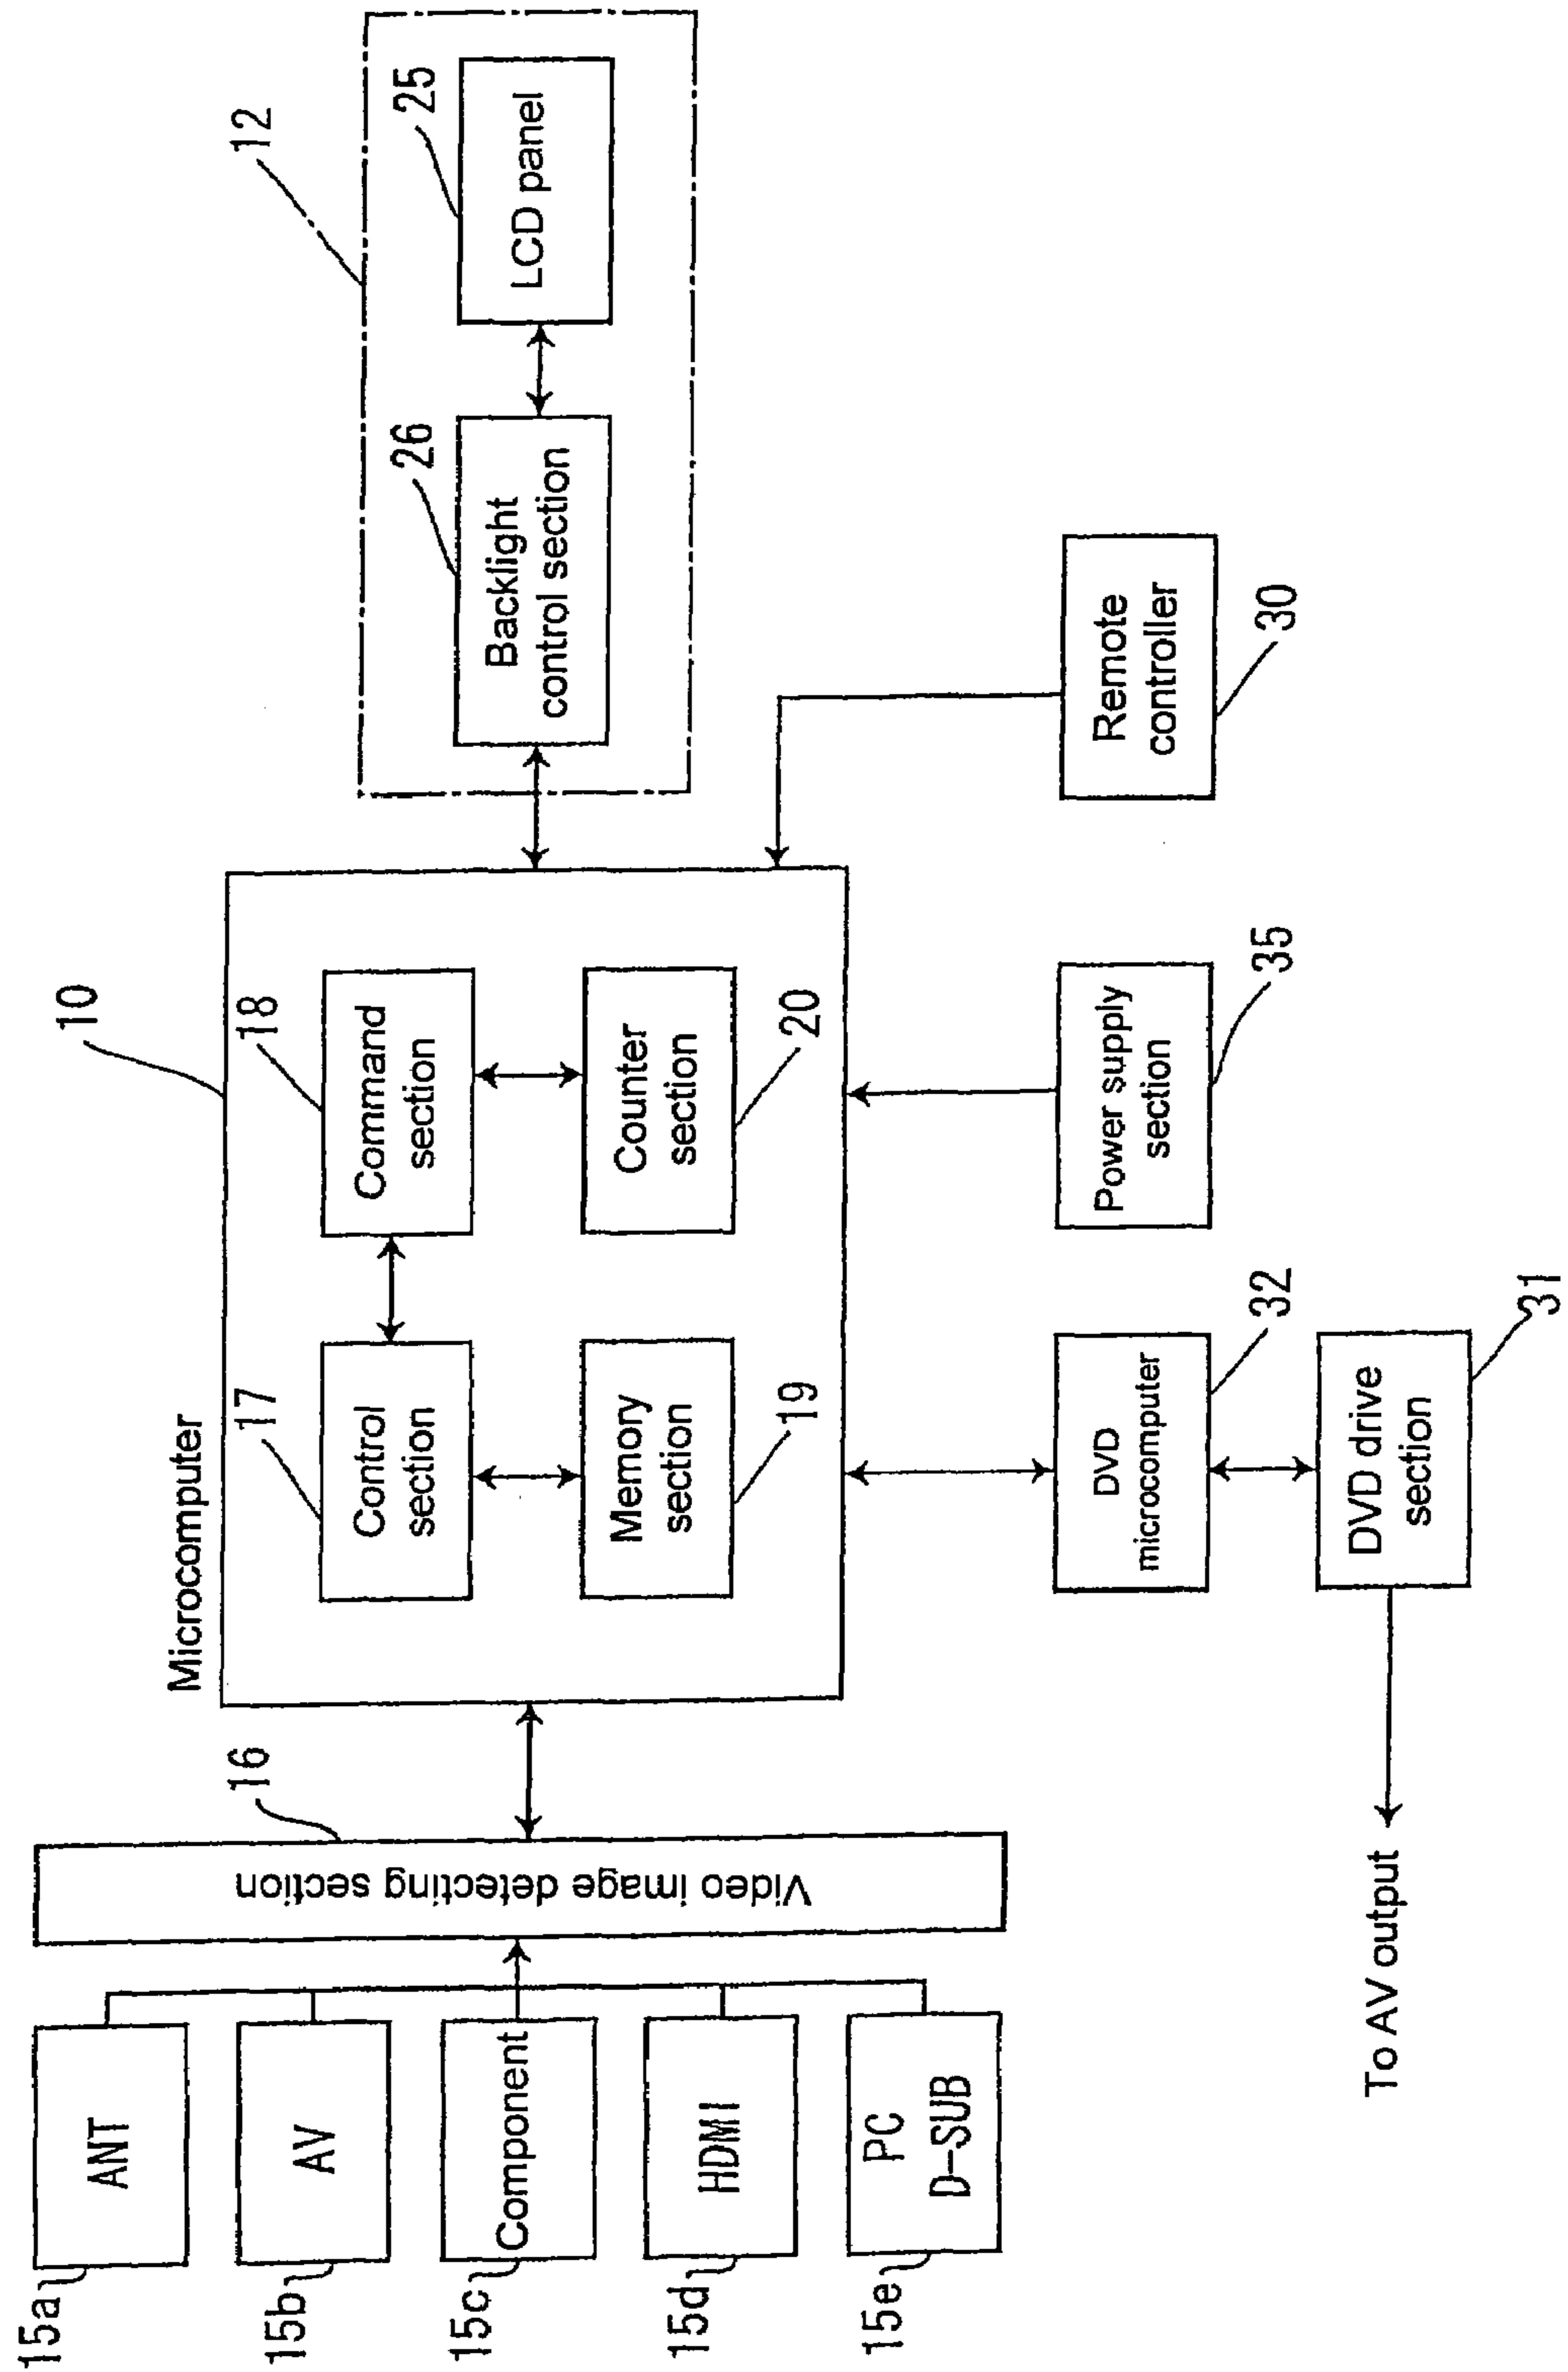 15a
ANT
15b
AV
15c
Component
15d
HDMI
15e
PC
D-SUB
16
Video image detecting section
Microcomputer
10
17
Control
section
18
Command
section
Memory
section
19
Counter
section
20
12
26
Backlight
control section
25
LCD panel
DVD
microcomputer
32
Power supply
section
35
Remote
controller
30
DVD drive
section
31
To AV output